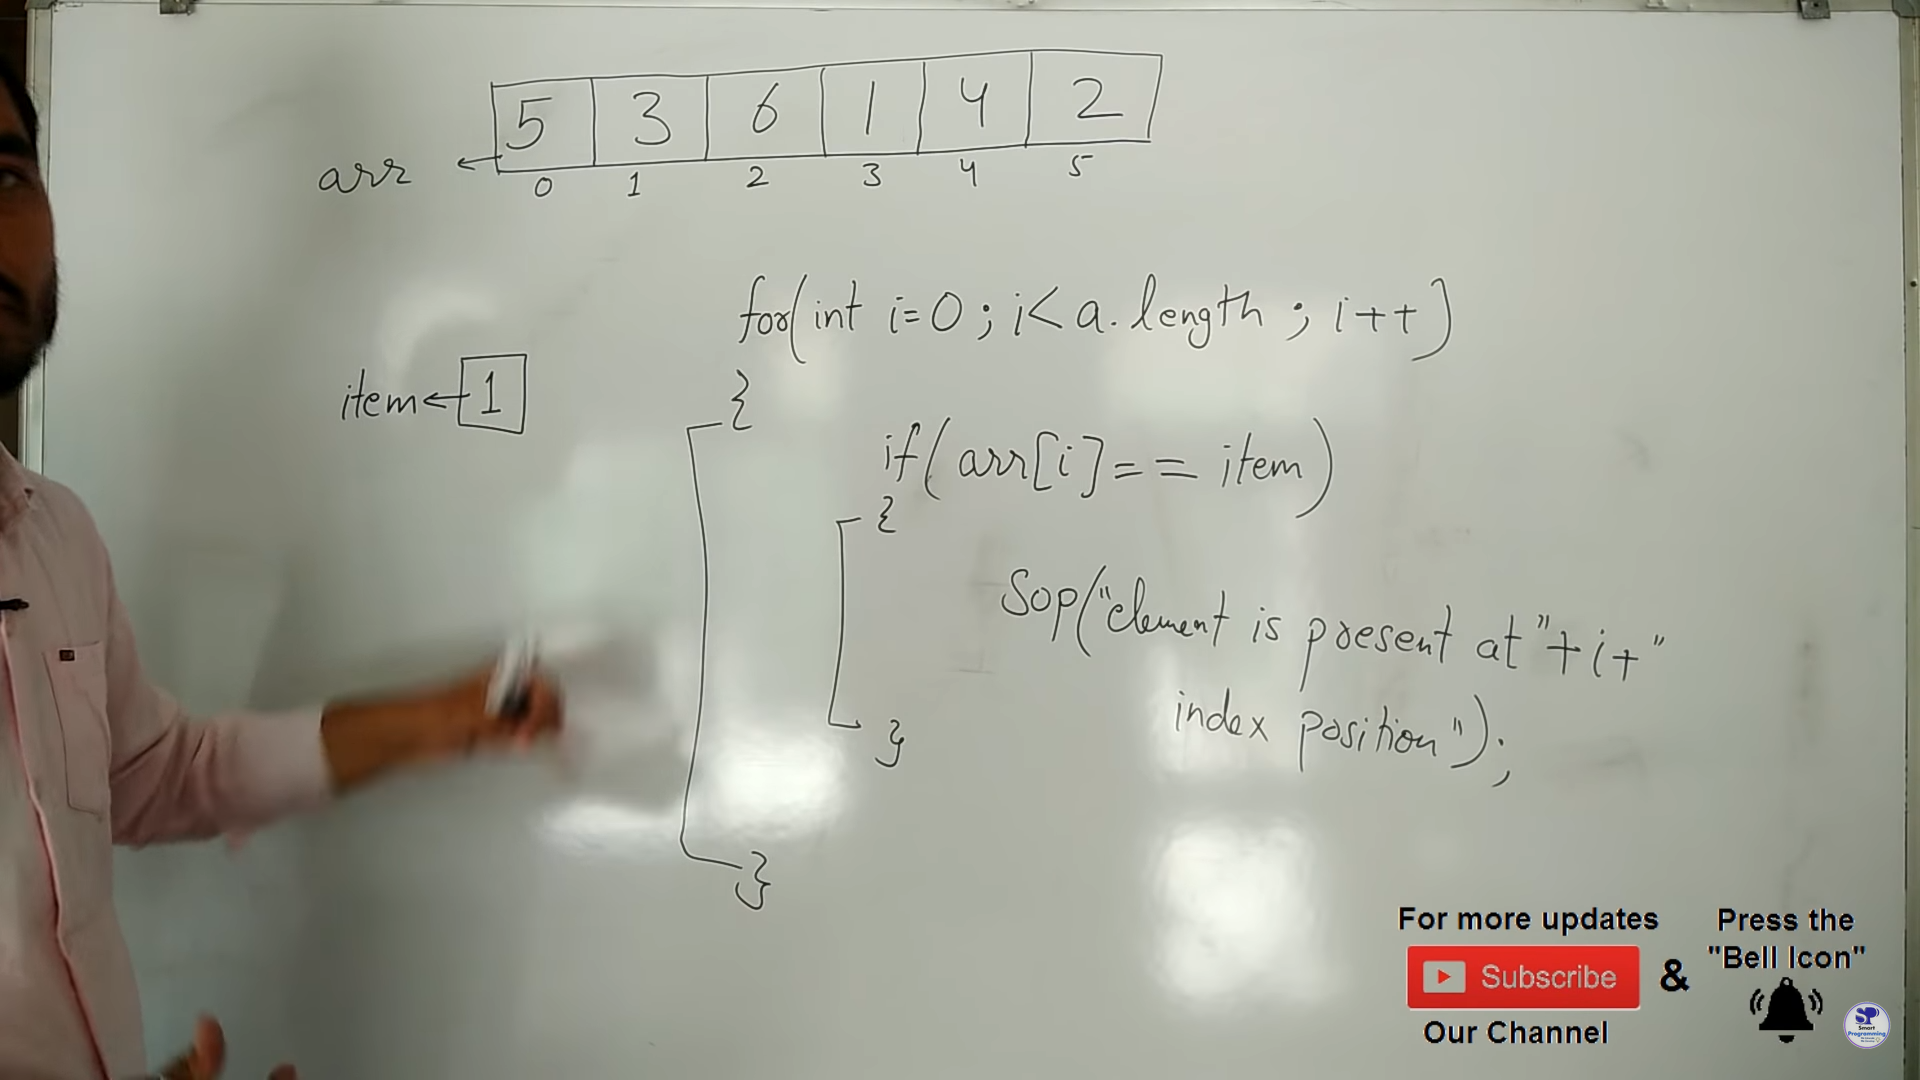 5 3 6 1 4 2
arr
0 1 2 3 4 5
for(int i=0; i<a.length; i++)
item 1
{
if(arr[i]== item)
{
Sop("element is present at"+i+"
index position");
}
}
For more updates
Subscribe
&
Press the
"Bell Icon"
Our Channel
SP
Smart
Programming